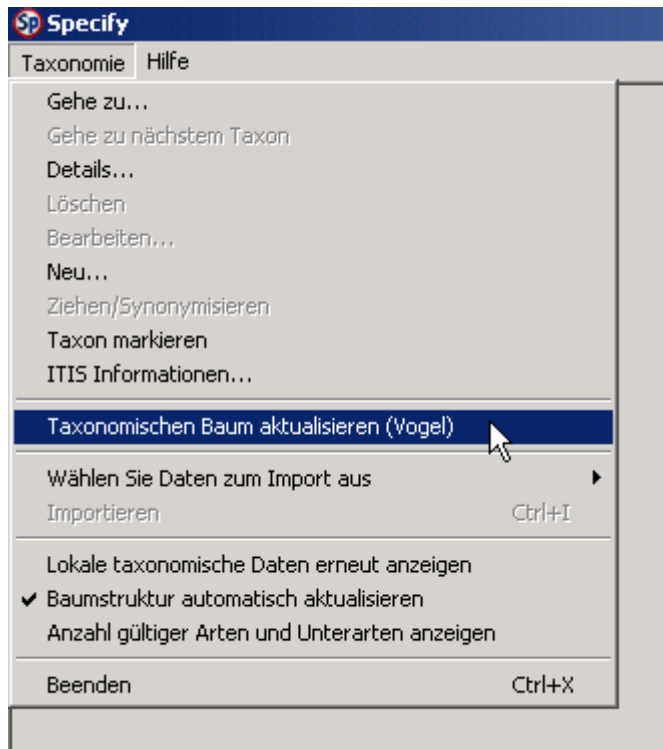 Sp Specify
Taxonomie Hilfe
Gehe zu...
Gehe zu nächstem Taxon
Details...
Löschen
Bearbeiten...
Neu...
Ziehen/Synonymisieren
Taxon markieren
ITIS Informationen...
Taxonomischen Baum aktualisieren (Vogel)
Wählen Sie Daten zum Import aus
Importieren Ctrl+I
Lokale taxonomische Daten erneut anzeigen
Baumstruktur automatisch aktualisieren
Anzahl gültiger Arten und Unterarten anzeigen
Beenden Ctrl+X